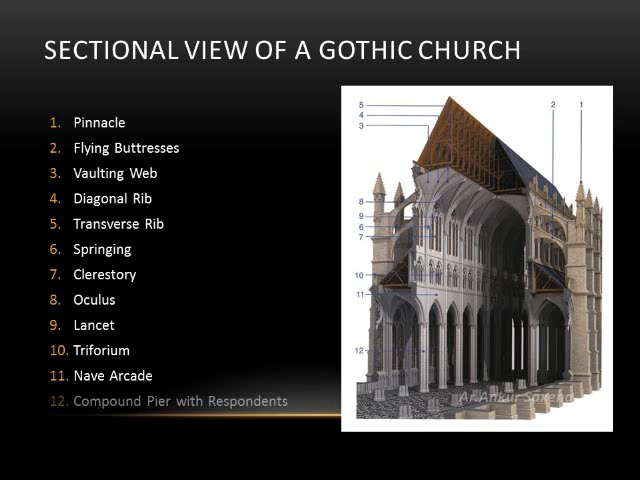 SECTIONAL VIEW OF A GOTHIC CHURCH
1. Pinnacle
2. Flying Buttresses
3. Vaulting Web
4. Diagonal Rib
5. Transverse Rib
6. Springing
7. Clerestory
8. Oculus
9. Lancet
10. Triforium
11. Nave Arcade
12. Compound Pier with Respondents
5
4
3
2
1
8
9
6
7
10
11
12
Ar.Ankur Saxena